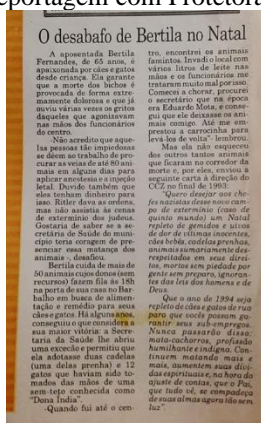 eportagem com Protetora
O desabafo de Bertila no Natal
A aposentada Bertila
Fernandes, de 65 anos, é
apaixonada por cães e gatos
desde criança. Ela garante
que a morte dos bichos é
provocada de forma extre-
mamente dolorosa e que já
ouviu várias vezes os gritos
daqueles que agonizavam
nas mãos dos funcionários
do centro.
-Não acredito que aque-
las pessoas tão impiedosas
se dêem ao trabalho de pro-
curar as veias de até 80 ani-
mais em alguns dias para
aplicar anestesia e a injeção
letal. Duvido também que
eles tenham dinheiro para
isso. Ritler dava as ordens,
mas não assistia às cenas
de extermínio dos judeus.
Gostaria de saber se a se-
cretária de Saúde do muni-
cípio teria coragem de pre-
senciar essa matança dos
animais -, desafiou.
Bertila cuida de mais de
50 animais cujos donos (sem
recursos) fazem fila às 18h
na porta de sua casa no Bar-
balho em busca de alimen-
tação e remédio para seus
cães e gatos. Há alguns anos,
conseguiu o que considera a
sua maior vitória: a Secre-
taria da Saúde lhe abriu
uma exceção e permitiu que
ela adotasse duas cadelas
(uma delas prenha) e 12
gatos que haviam sido to-
mados das mãos de uma
sem-teto conhecida como
"Dona India".
-Quando fui até o cen-
tro, encontrei os animais
famintos. Invadi o local com
vários litros de leite nas
mãos e os funcionários me
trataram muito mal por isso.
Comecei a chorar, procurei
o secretário que na época
era Eduardo Mota, e conse-
gui que ele deixasse os ani-
mais comigo. Até me em-
prestou a carrocinha para
levá-los de volta"- lembrou.
Mas ela não esqueceu
dos outros tantos animais
que ficaram no corredor da
morte e, por eles, enviou a
seguinte carta à direção do
CCZ no final de 1993:
"Quero desejar aos che-
fes nazistas desse novo cam-
po de extermínio (caso de
quinto mundo) um Natal
repleto de gemidos e uivos
de dor de vítimas inocentes,
cães bebês, cadelas prenhas,
animais sumariamente des-
respeitados em seus direi-
tos, mortos sem piedade por
gente sem preparo, ignoran-
tes das leis dos homens e de
Deus.
Que o ano de 1994 seja
repleto de cães e gatos de rua
para que vocês possam ga-
rantir seus sub-empregos.
Nunca passarão disso,
mata-cachorros, profissão
humilhante e indigna. Con-
tinuem matando mais e
mais, aumentem suas dívi-
das espirituais e, na hora do
ajuste de contas, que o Pai,
que tudo vê, se compadeça
de suas almas agora tão sem
luz".